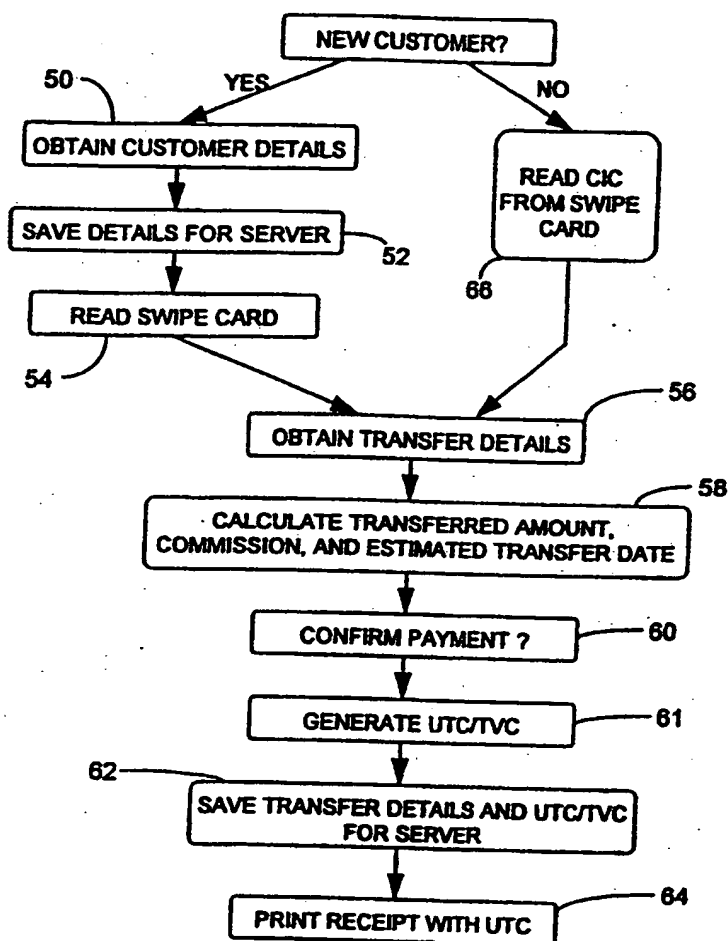 NEW CUSTOMER?
YES
NO
50
OBTAIN CUSTOMER DETAILS
READ CIC
FROM SWIPE
CARD
SAVE DETAILS FOR SERVER
52
66
READ SWIPE CARD
54
56
OBTAIN TRANSFER DETAILS
58
CALCULATE TRANSFERRED AMOUNT,
COMMISSION, AND ESTIMATED TRANSFER DATE
CONFIRM PAYMENT ?
60
GENERATE UTC/TVC
61
62
SAVE TRANSFER DETAILS AND UTC/TVC
FOR SERVER
64
PRINT RECEIPT WITH UTC